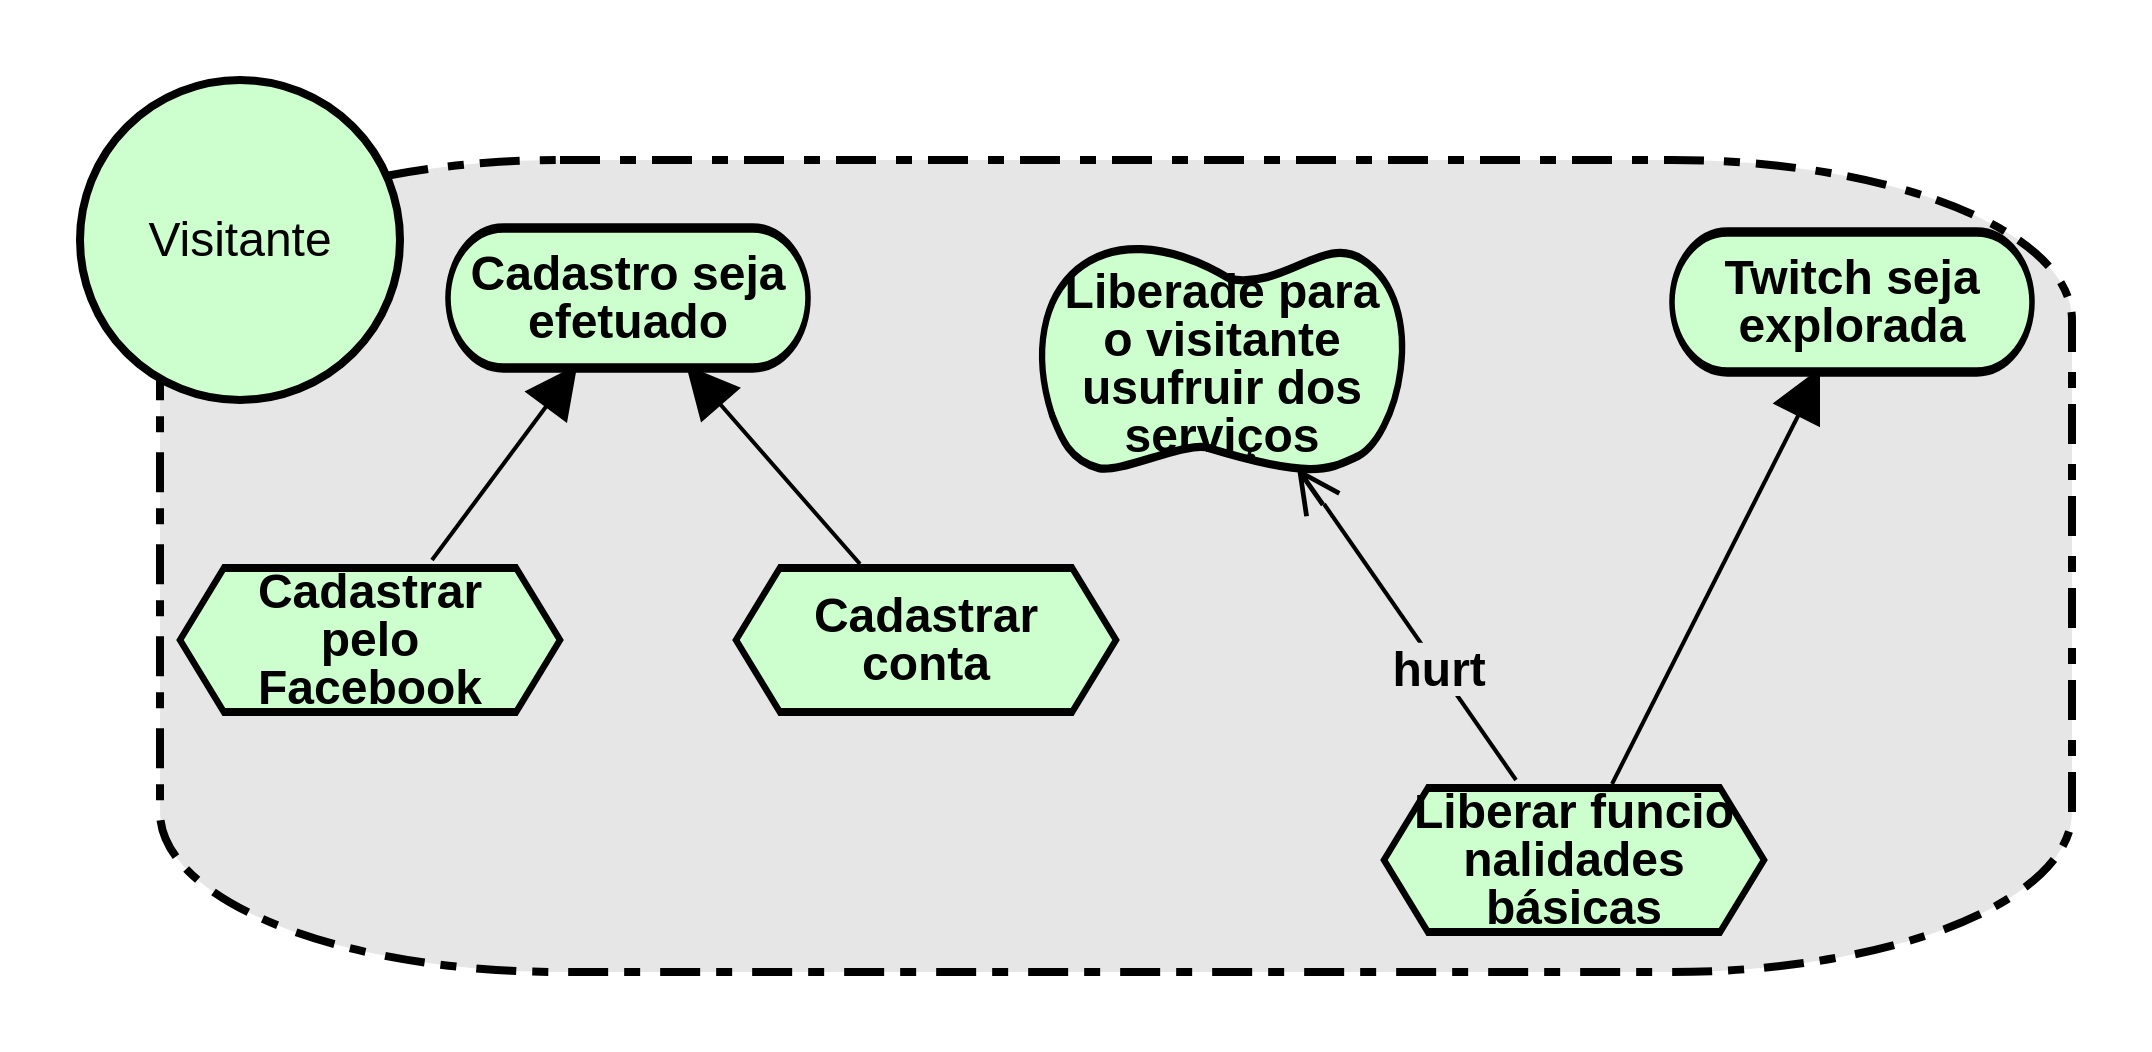 Visitante
Cadastro seja
efetuado
Liberade para
o visitante
usufruir dos
serviços
Twitch seja
explorada
Cadastrar
pelo
Facebook
Cadastrar
conta
hurt
Liberar funcio
nalidades
básicas